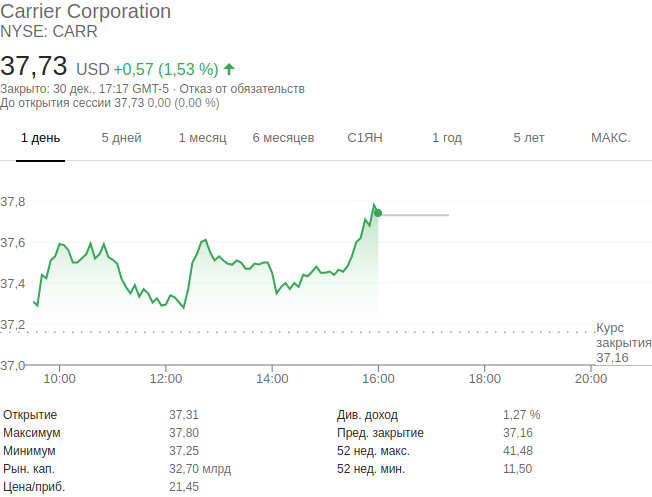 Carrier Corporation
NYSE: CARR
37,73 USD +0,57 (1,53 %)
Закрыто: 30 дек., 17:17 GMT-5 · Отказ от обязательств
До открытия сессии 37,73 0,00 (0,00 %)
1 день 5 дней 1 месяц 6 месяцев С1ЯН 1 год 5 лет МАКС.
37,8
37,6
37,4
37,2
Курс
закрытия
37,16
37,0
10:00 12:00 14:00 16:00 18:00 20:00
Открытие 37,31 Див. доход 1,27 %
Максимум 37,80 Пред. закрытие 37,16
Минимум 37,25 52 нед. макс. 41,48
Рын. кап. 32,70 млрд 52 нед. мин. 11,50
Цена/приб. 21,45